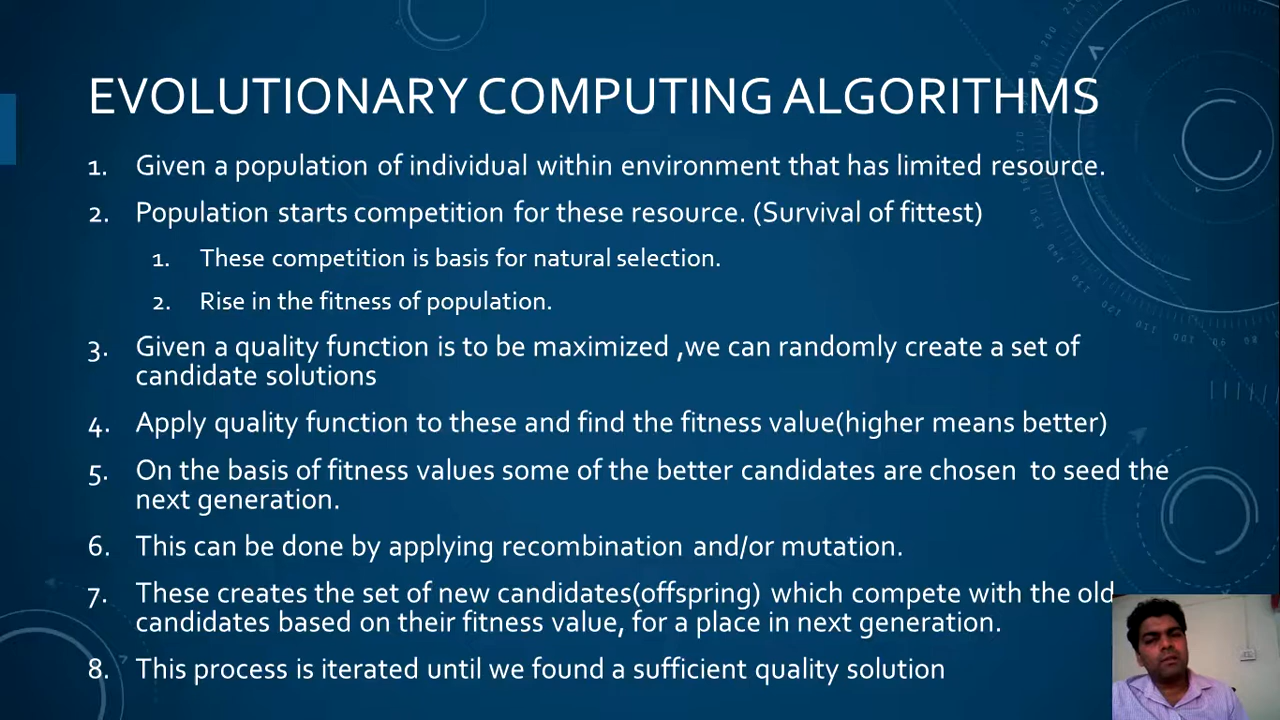 EVOLUTIONARY COMPUTING ALGORITHMS
1. Given a population of individual within environment that has limited resource.
2. Population starts competition for these resource. (Survival of fittest)
1. These competition is basis for natural selection.
2. Rise in the fitness of population.
3. Given a quality function is to be maximized ,we can randomly create a set of
candidate solutions
4. Apply quality function to these and find the fitness value(higher means better)
5. On the basis of fitness values some of the better candidates are chosen to seed the
next generation.
6. This can be done by applying recombination and/or mutation.
7. These creates the set of new candidates(offspring) which compete with the old
candidates based on their fitness value, for a place in next generation.
8. This process is iterated until we found a sufficient quality solution